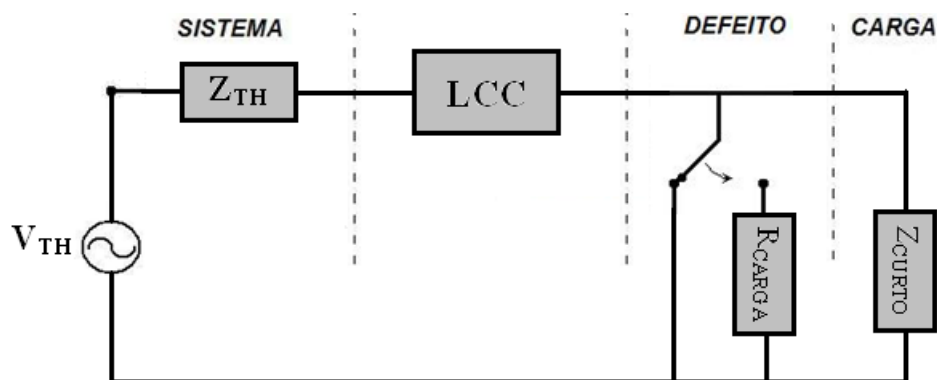 SISTEMA
DEFEITO
CARGA
ZTH
LCC
VTH
RCARGA
ZCURTO